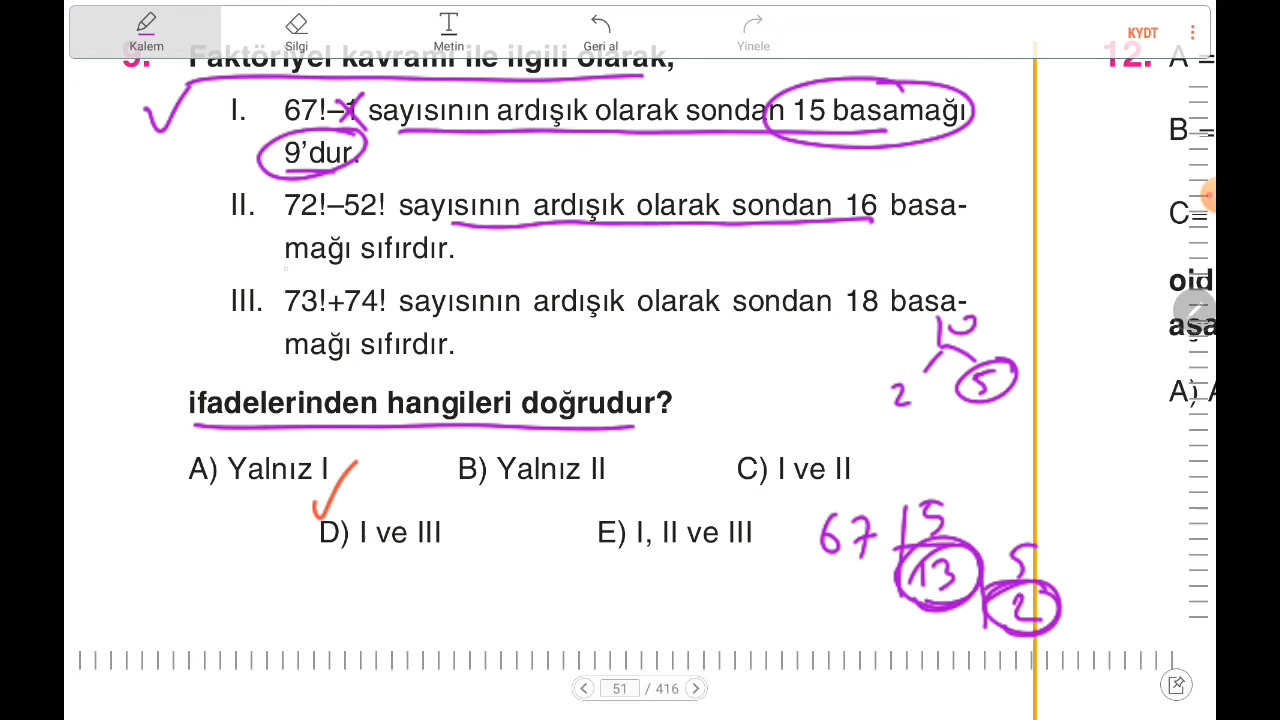 Kalem Silgi Metin Geri al Yinele KYDT
9. Faktöriyel kavramı ile ilgili olarak,
I. 67!–1 sayısının ardışık olarak sondan 15 basamağı
9’dur.
II. 72!–52! sayısının ardışık olarak sondan 16 basa-
mağı sıfırdır.
III. 73!+74! sayısının ardışık olarak sondan 18 basa-
mağı sıfırdır.
10
2 5
ifadelerinden hangileri doğrudur?
A) Yalnız I B) Yalnız II C) I ve II
D) I ve III E) I, II ve III
67 5
13 5
2
12. A =
B =
C=
oid
aşa
A) A
51 / 416